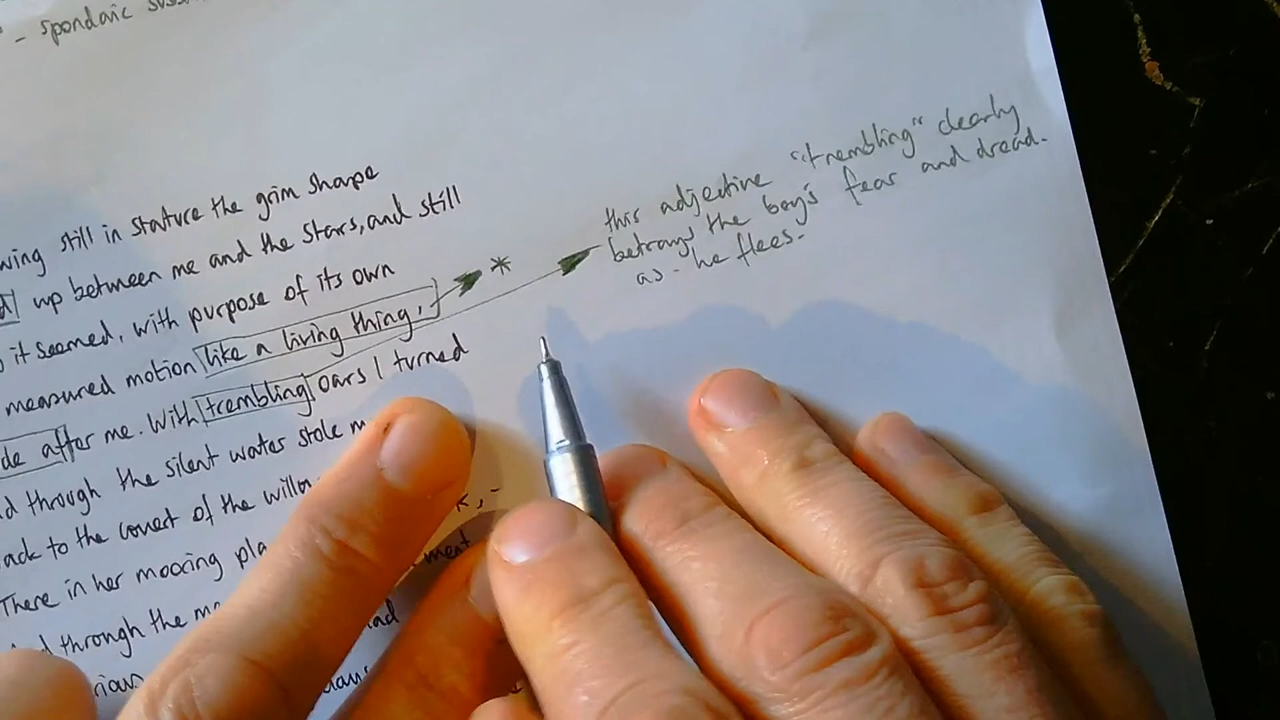 - spondaic
wing still in stature the grim shape
up between me and the stars, and still
it seemed, with purpose of its own
measured motion like a living thing, *
de after me. With trembling oars I turned
d through the silent water stole m
ack to the covert of the willo
k,-
There in her mooring pla
through the m
ment
ad
rious
this adjective "trembling" clearly
betrays the boy's fear and dread.
as-he flees.